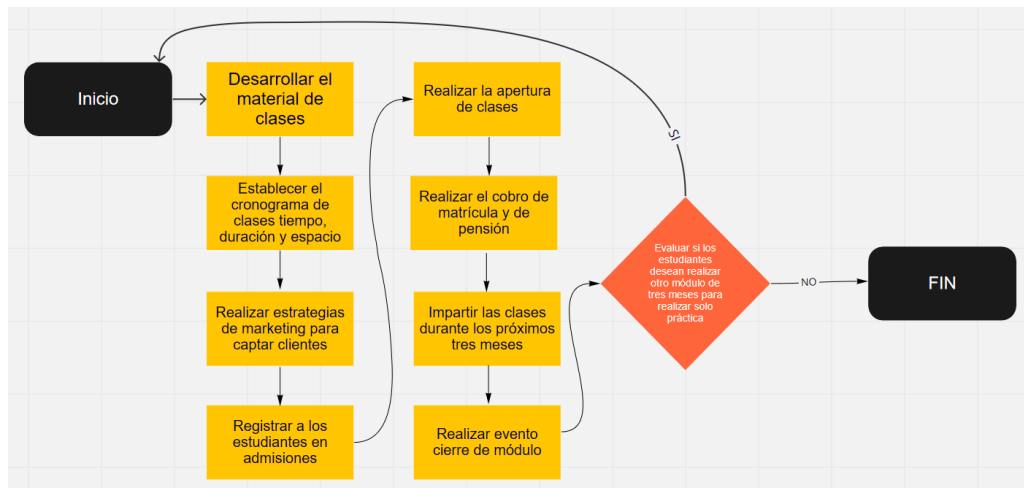 Inicio
Desarrollar el
material de
clases
Establecer el
cronograma de
clases tiempo,
duración y espacio
Realizar estrategias
de marketing para
captar clientes
Registrar a los
estudiantes en
admisiones
Realizar la apertura
de clases
Realizar el cobro de
matrícula y de
pensión
Impartir las clases
durante los próximos
tres meses
Realizar evento
cierre de módulo
Evaluar si los
estudiantes
desean realizar
otro módulo de
tres meses para
realizar solo
práctica
SI
NO
FIN